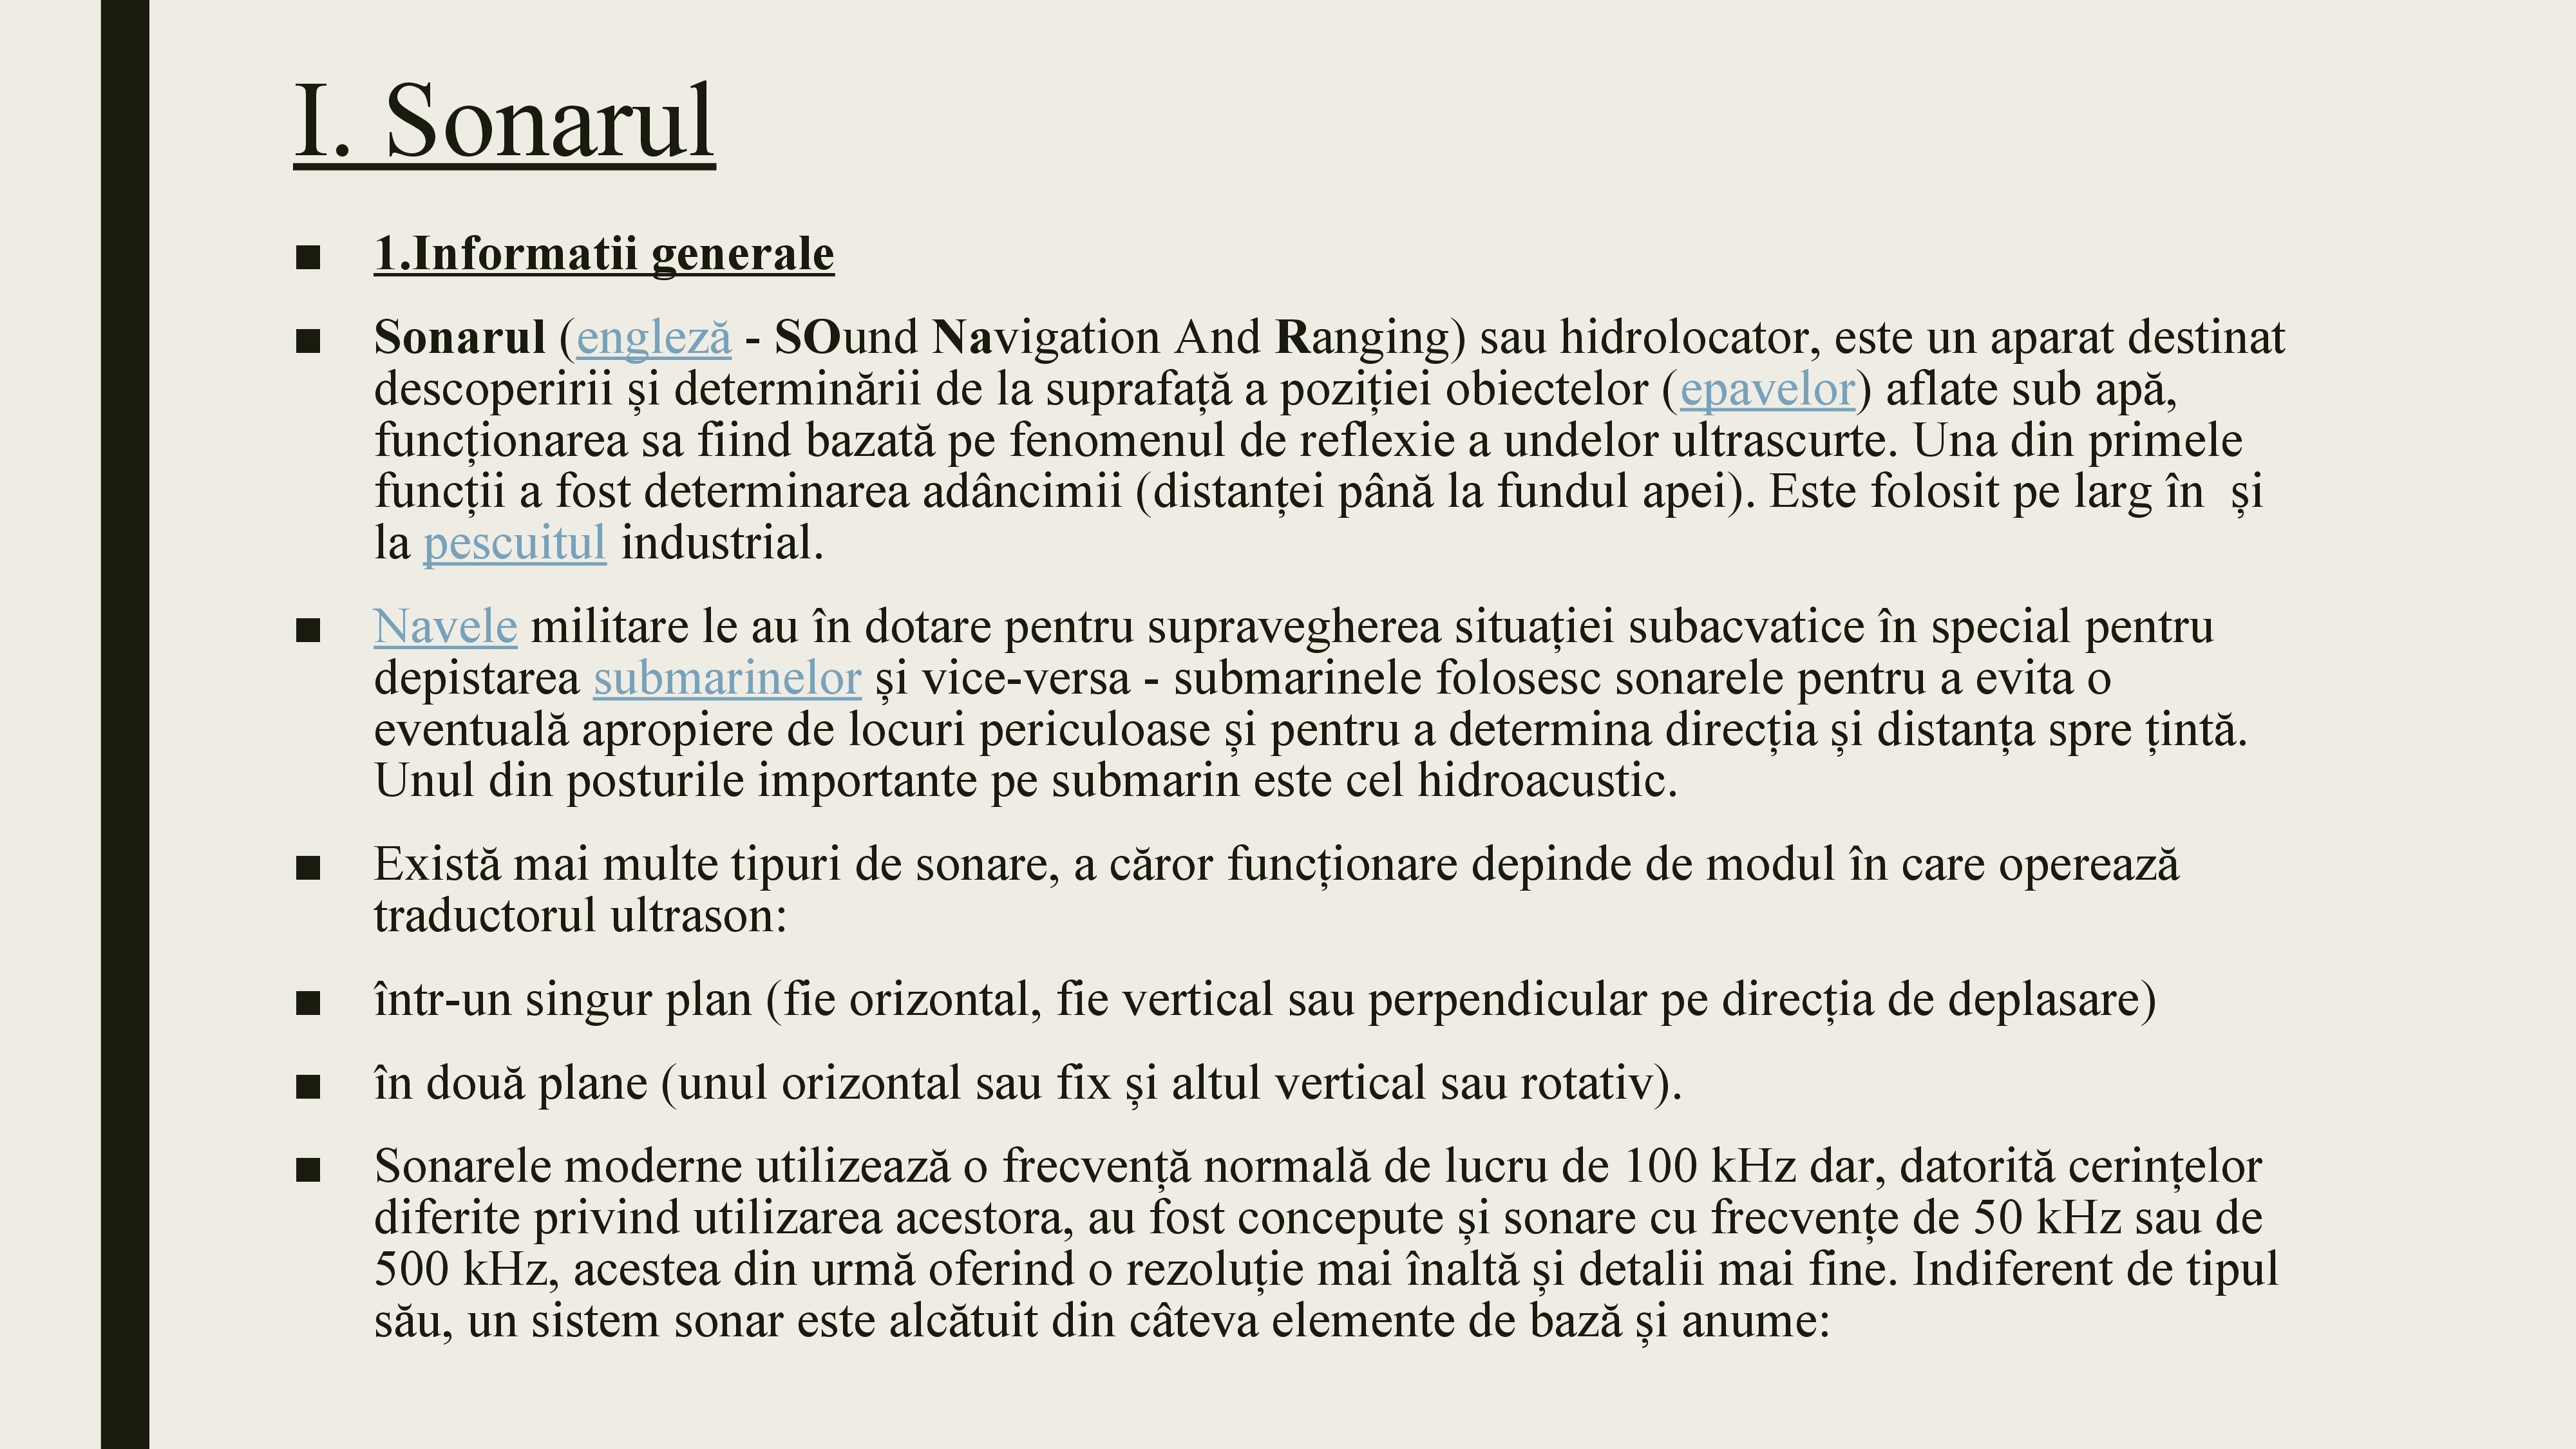 I. Sonarul
■ 1.Informatii generale
■ Sonarul (engleză - SOund Navigation And Ranging) sau hidrolocator, este un aparat destinat
descoperirii și determinării de la suprafață a poziției obiectelor (epavelor) aflate sub apă,
funcționarea sa fiind bazată pe fenomenul de reflexie a undelor ultrascurte. Una din primele
funcții a fost determinarea adâncimii (distanței până la fundul apei). Este folosit pe larg în  și
la pescuitul industrial.
■ Navele militare le au în dotare pentru supravegherea situației subacvatice în special pentru
depistarea submarinelor și vice-versa - submarinele folosesc sonarele pentru a evita o
eventuală apropiere de locuri periculoase și pentru a determina direcția și distanța spre țintă.
Unul din posturile importante pe submarin este cel hidroacustic.
■ Există mai multe tipuri de sonare, a căror funcționare depinde de modul în care operează
traductorul ultrason:
■ într-un singur plan (fie orizontal, fie vertical sau perpendicular pe direcția de deplasare)
■ în două plane (unul orizontal sau fix și altul vertical sau rotativ).
■ Sonarele moderne utilizează o frecvență normală de lucru de 100 kHz dar, datorită cerințelor
diferite privind utilizarea acestora, au fost concepute și sonare cu frecvențe de 50 kHz sau de
500 kHz, acestea din urmă oferind o rezoluție mai înaltă și detalii mai fine. Indiferent de tipul
său, un sistem sonar este alcătuit din câteva elemente de bază și anume: